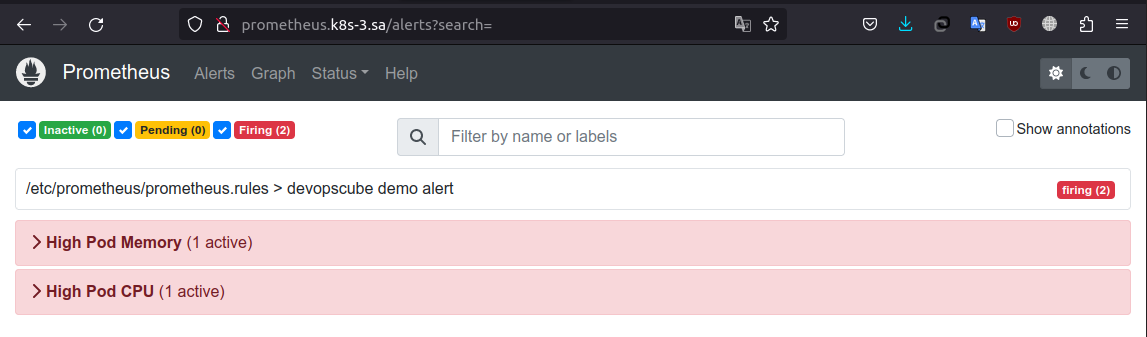 prometheus.k8s-3.sa/alerts?search=
Prometheus Alerts Graph Status Help
Inactive (0) Pending (0) Firing (2) Filter by name or labels Show annotations
/etc/prometheus/prometheus.rules > devopscube demo alert firing (2)
High Pod Memory (1 active)
High Pod CPU (1 active)